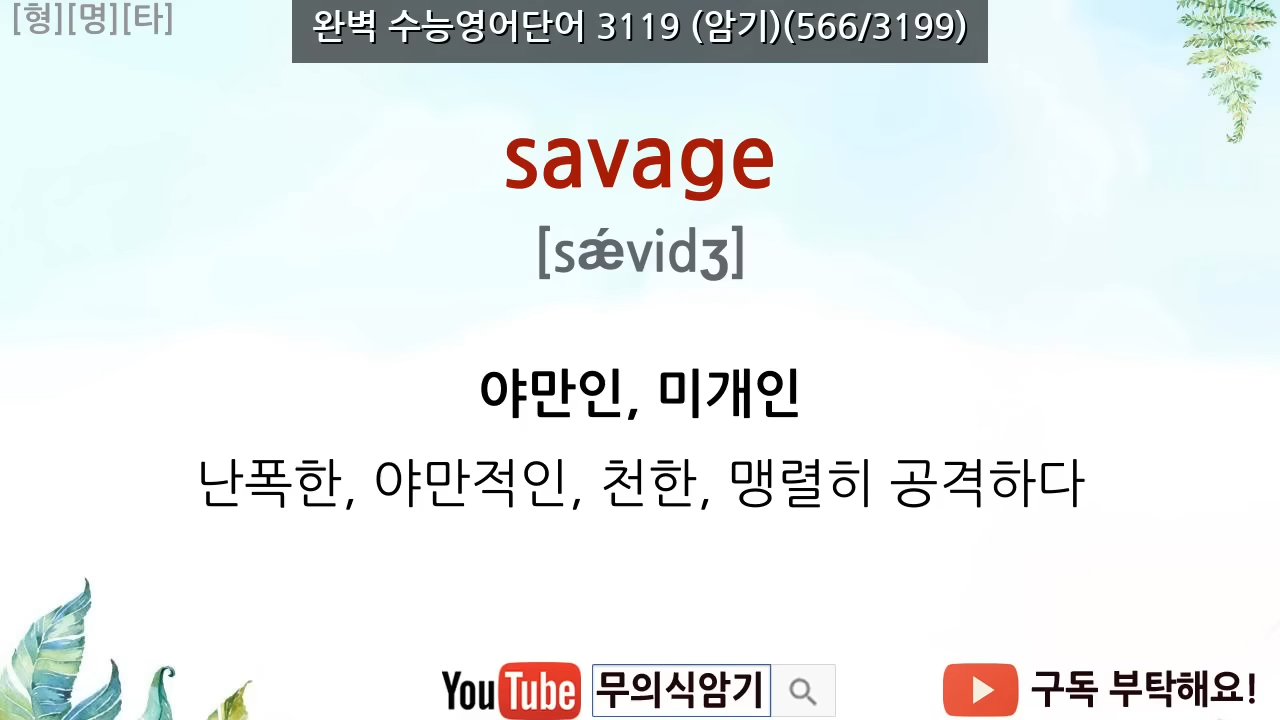 [형][명][타]
완벽 수능영어단어 3119 (암기)(566/3199)
savage
[sǽvidʒ]
야만인, 미개인
난폭한, 야만적인, 천한, 맹렬히 공격하다
YouTube 무의식암기
구독 부탁해요!